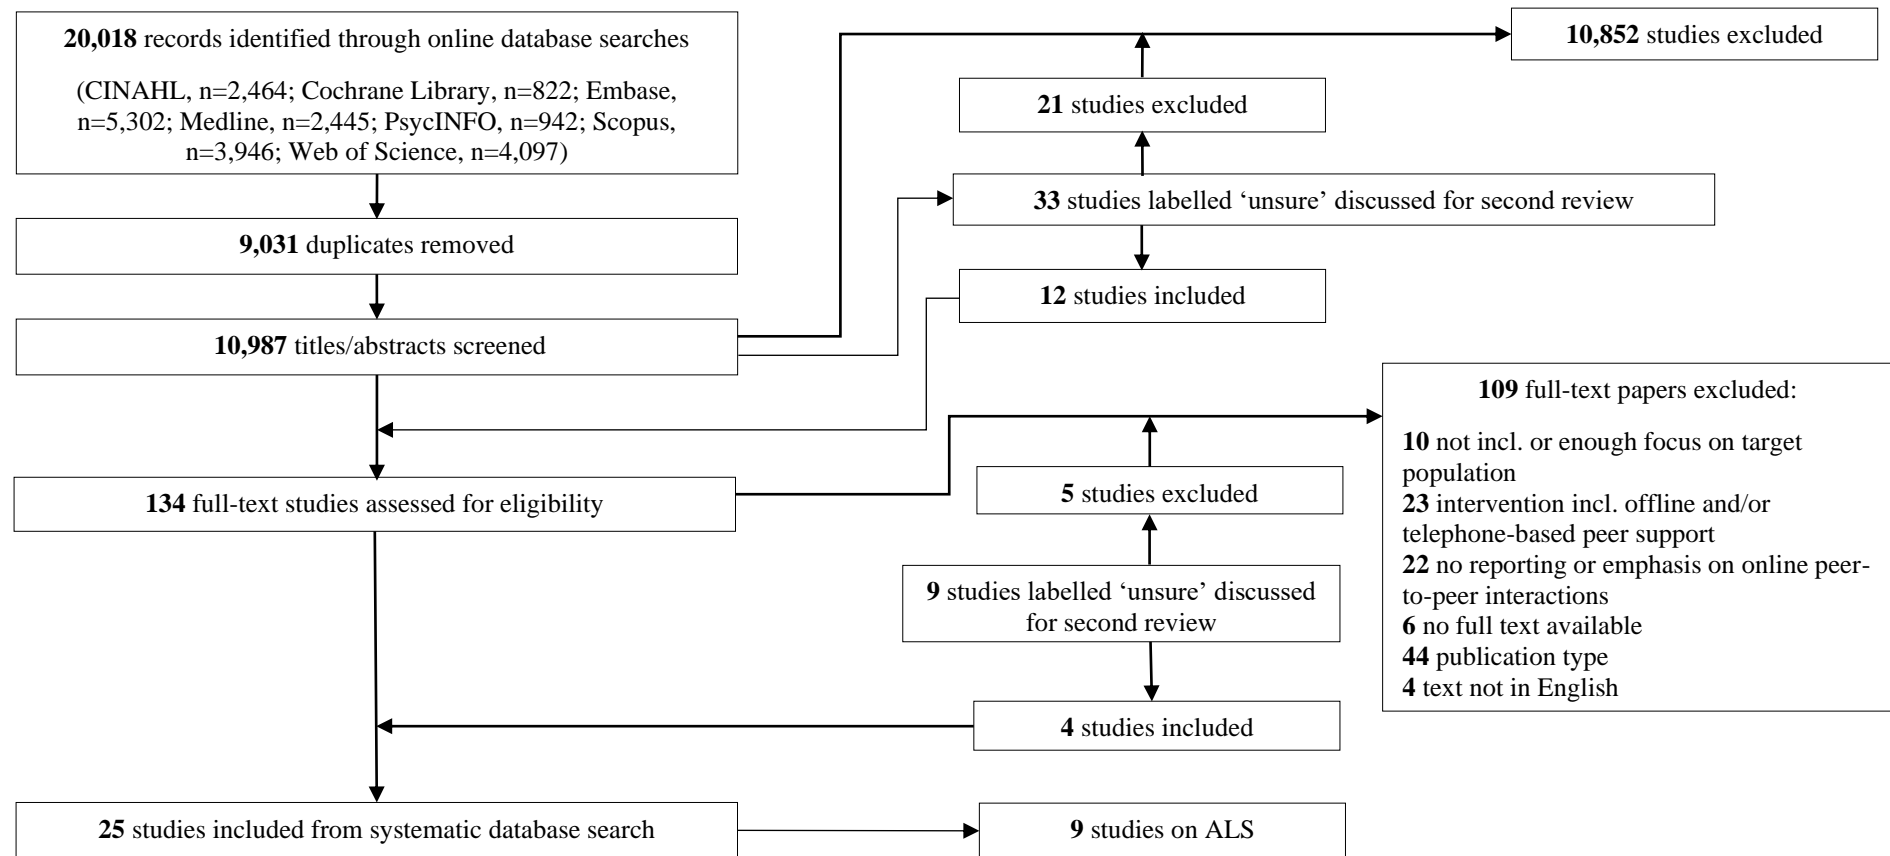 20,018 records identified through online database searches
(CINAHL, n=2,464; Cochrane Library, n=822; Embase,
n=5,302; Medline, n=2,445; PsycINFO, n=942; Scopus,
n=3,946; Web of Science, n=4,097)
10,852 studies excluded
21 studies excluded
33 studies labelled ‘unsure’ discussed for second review
9,031 duplicates removed
12 studies included
10,987 titles/abstracts screened
109 full-text papers excluded:
10 not incl. or enough focus on target
population
23 intervention incl. offline and/or
telephone-based peer support
22 no reporting or emphasis on online peer-
to-peer interactions
6 no full text available
44 publication type
4 text not in English
134 full-text studies assessed for eligibility
5 studies excluded
9 studies labelled ‘unsure’ discussed
for second review
4 studies included
25 studies included from systematic database search
9 studies on ALS